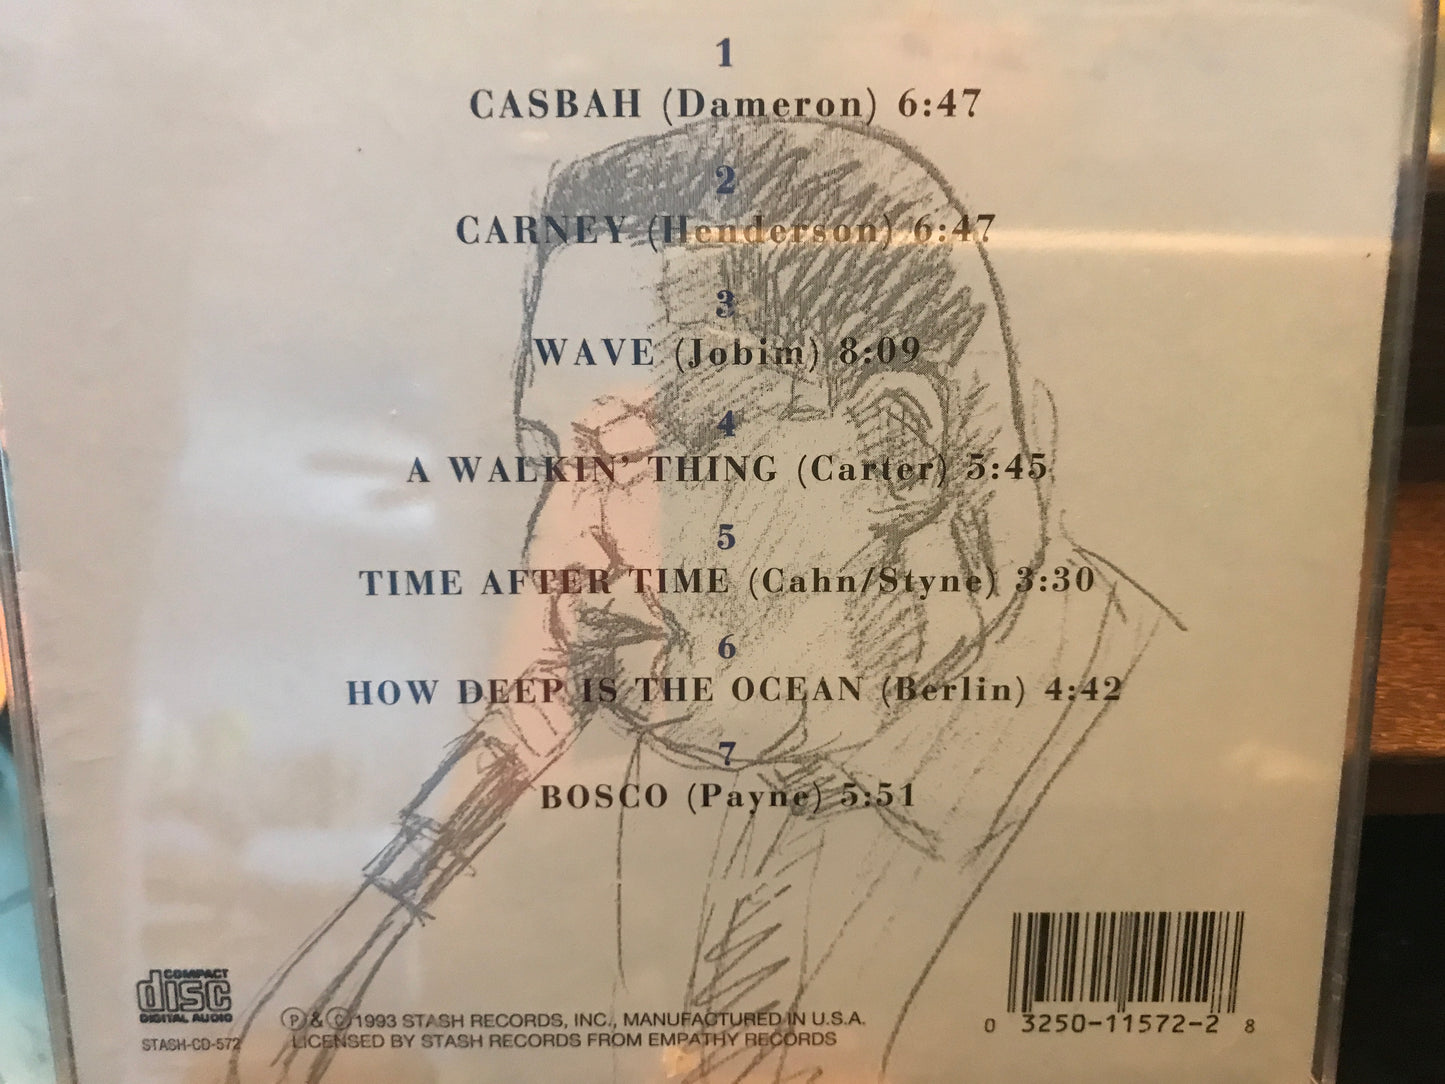 1
CASBAH (Dameron) 6:47
2
CARNEY (Henderson) 6:47
3
WAVE (Jobim) 8:09
4
A WALKIN' THING (Carter) 5:45
5
TIME AFTER TIME (Cahn/Styne) 3:30
6
HOW DEEP IS THE OCEAN (Berlin) 4:42
7
BOSCO (Payne) 5:51
COMPACT
disc
DIGITAL AUDIO
STASH-CD-572
Ⓟ & © 1993 STASH RECORDS, INC., MANUFACTURED IN U.S.A.
LICENSED BY STASH RECORDS FROM EMPATHY RECORDS
0 3250-11572-2 8